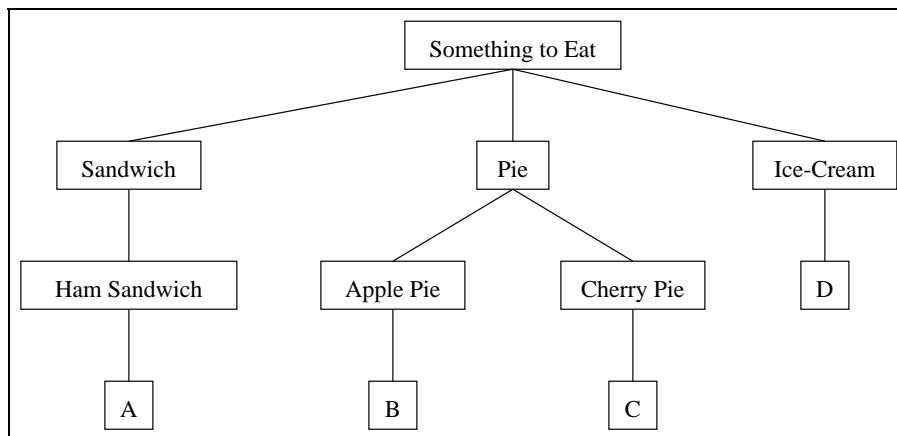 Something to Eat
Sandwich
Pie
Ice-Cream
Ham Sandwich
Apple Pie
Cherry Pie
D
A
B
C